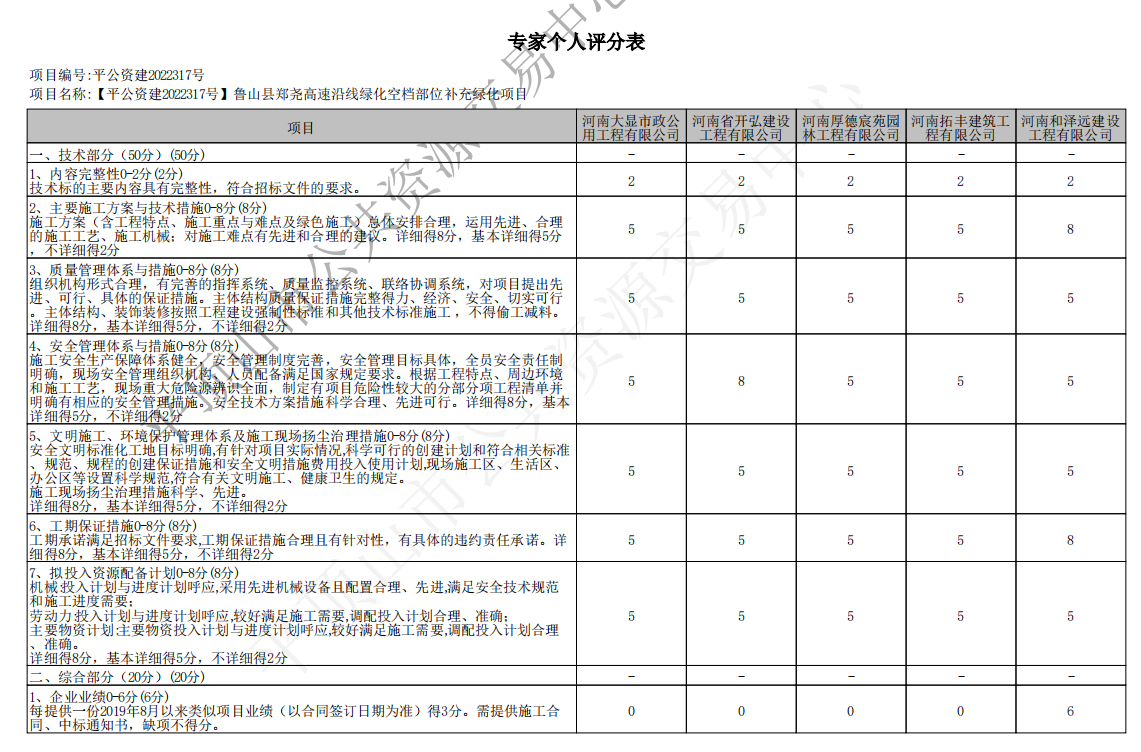 专家个人评分表
项目编号:平公资建2022317号
项目名称:【平公资建2022317号】鲁山县郑尧高速沿线绿化空档部位补充绿化项目
项目 河南大显市政公 河南省开弘建设 河南厚德宸苑园 河南拓丰建筑工 河南和泽远建设
用工程有限公司 工程有限公司 林工程有限公司 程有限公司 工程有限公司
一、技术部分（50分）(50分) - - - - -
1、内容完整性0-2分(2分)
技术标的主要内容具有完整性，符合招标文件的要求。 2 2 2 2 2
2、主要施工方案与技术措施0-8分(8分)
施工方案（含工程特点、施工重点与难点及绿色施工）总体安排合理，运用先进、合理
的施工工艺、施工机械；对施工难点有先进和合理的建议。详细得8分，基本详细得5分 5 5 5 5 8
，不详细得2分
3、质量管理体系与措施0-8分(8分)
组织机构形式合理，有完善的指挥系统、质量监控系统、联络协调系统，对项目提出先
进、可行、具体的保证措施。主体结构质量保证措施完整得力、经济、安全、切实可行 5 5 5 5 5
。主体结构、装饰装修按照工程建设强制性标准和其他技术标准施工，不得偷工减料。
详细得8分，基本详细得5分，不详细得2分
4、安全管理体系与措施0-8分(8分)
施工安全生产保障体系健全，安全管理制度完善，安全管理目标具体，全员安全责任制
明确，现场安全管理组织机构、人员配备满足国家规定要求。根据工程特点、周边环境
和施工工艺，现场重大危险源辨识全面，制定有项目危险性较大的分部分项工程清单并 5 8 5 5 5
明确有相应的安全管理措施。安全技术方案措施科学合理、先进可行。详细得8分，基本
详细得5分，不详细得2分
5、文明施工、环境保护管理体系及施工现场扬尘治理措施0-8分(8分)
安全文明标准化工地目标明确,有针对项目实际情况,科学可行的创建计划和符合相关标准
、规范、规程的创建保证措施和安全文明措施费用投入使用计划,现场施工区、生活区、 5 5 5 5 5
办公区等设置科学规范,符合有关文明施工、健康卫生的规定。
施工现场扬尘治理措施科学、先进。
详细得8分，基本详细得5分，不详细得2分
6、工期保证措施0-8分(8分)
工期承诺满足招标文件要求,工期保证措施合理且有针对性，有具体的违约责任承诺。详 5 5 5 5 8
细得8分，基本详细得5分，不详细得2分
7、拟投入资源配备计划0-8分(8分)
机械:投入计划与进度计划呼应,采用先进机械设备且配置合理、先进,满足安全技术规范
和施工进度需要；
劳动力:投入计划与进度计划呼应,较好满足施工需要,调配投入计划合理、准确； 5 5 5 5 5
主要物资计划:主要物资投入计划与进度计划呼应,较好满足施工需要,调配投入计划合理
、准确。
详细得8分，基本详细得5分，不详细得2分
二、综合部分（20分）(20分) - - - - -
1、企业业绩0-6分(6分)
每提供一份2019年8月以来类似项目业绩（以合同签订日期为准）得3分。需提供施工合 0 0 0 0 6
同、中标通知书，缺项不得分。
平顶山市公共资源交易中心
平顶山市公共资源交易中心